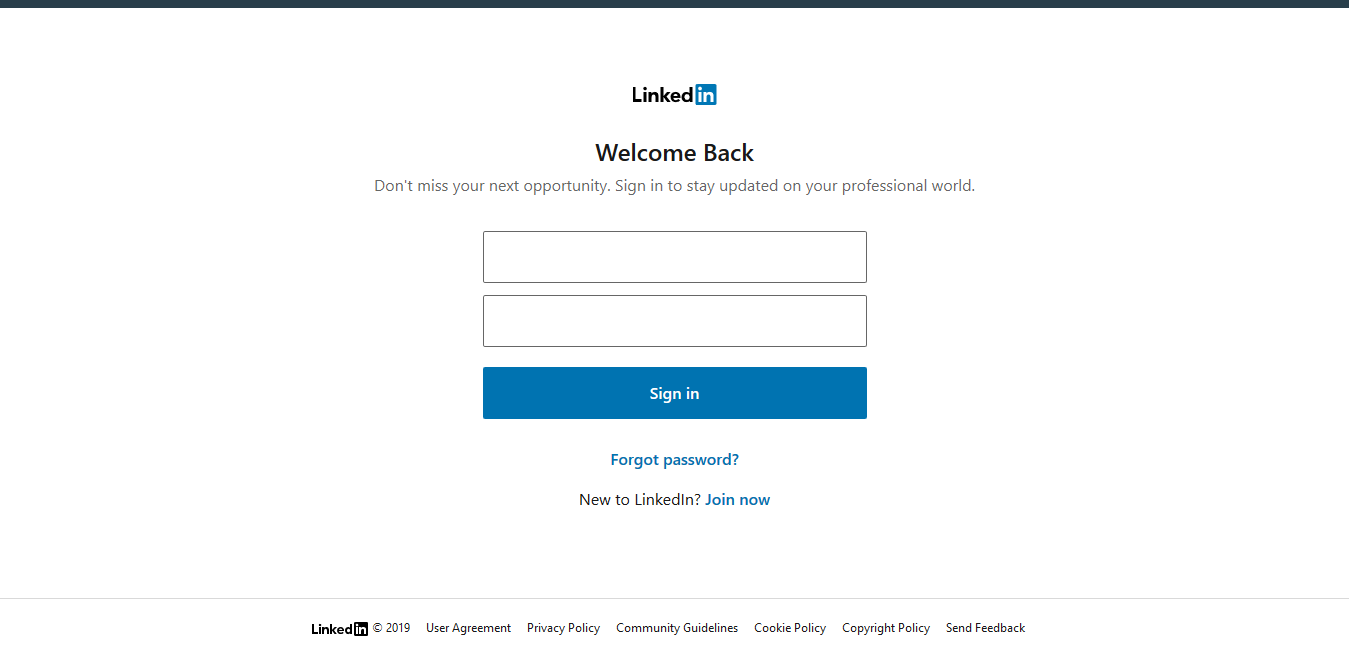 Linkedin
Welcome Back
Don't miss your next opportunity. Sign in to stay updated on your professional world.
Sign in
Forgot password?
New to LinkedIn? Join now
Linkedin © 2019 User Agreement Privacy Policy Community Guidelines Cookie Policy Copyright Policy Send Feedback